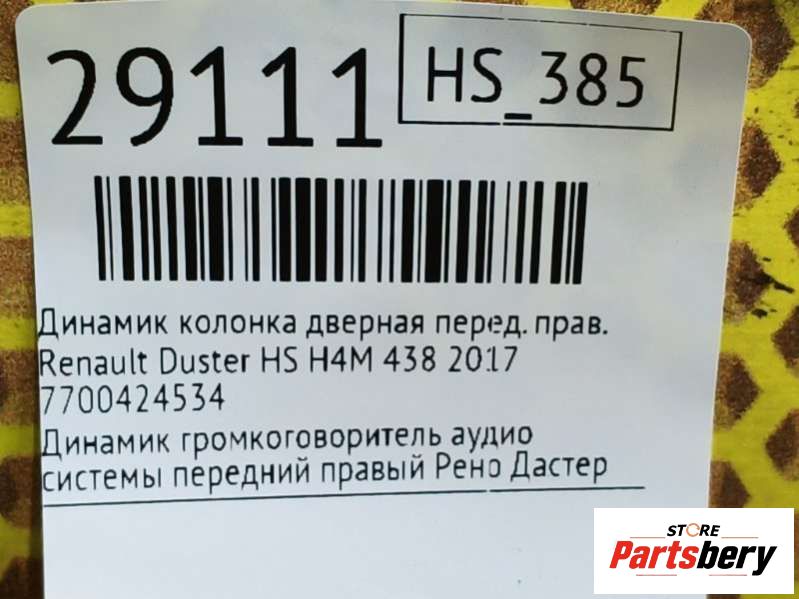 29111
HS_385
Динамик колонка дверная перед. прав.
Renault Duster HS H4M 438 2017
7700424534
Динамик громкоговоритель аудио
системы передний правый Рено Дастер
STORE
Partsbery